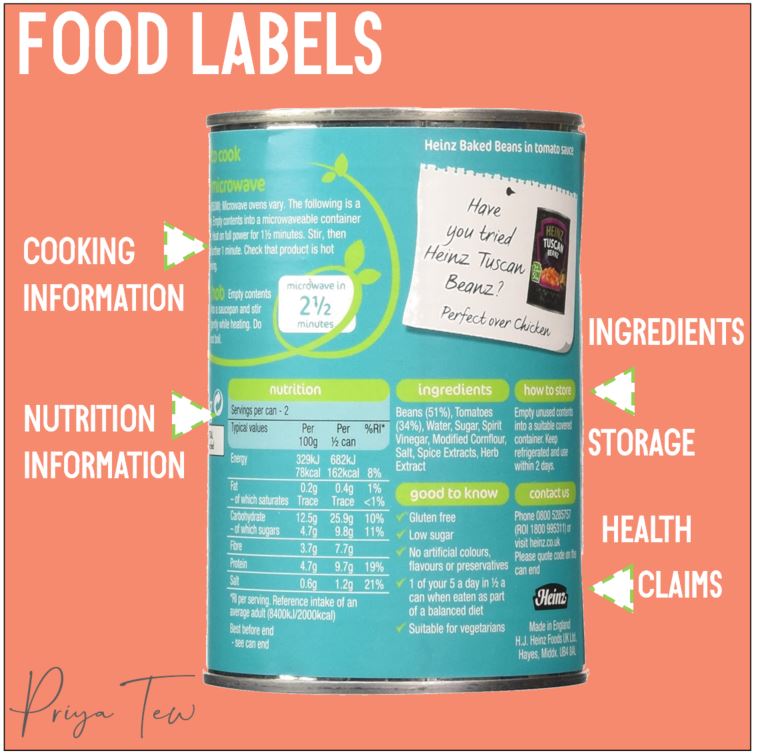 FOOD LABELS
COOKING
INFORMATION
NUTRITION
INFORMATION
INGREDIENTS
STORAGE
HEALTH
CLAIMS
to cook
microwave
Microwave ovens vary. The following is a
Empty contents into a microwaveable container
on full power for 1½ minutes. Stir, then
1 minute. Check that product is hot
hob Empty contents
a saucepan and stir
while heating. Do
boil.
microwave in
2½
minutes
Heinz Baked Beans in tomato sauce
Have
you tried
Heinz Tuscan
Beanz?
Perfect over Chicken
HEINZ
TUSCAN
BEANZ
nutrition
Servings per can - 2
Typical values Per Per %RI*
100g ½ can
Energy 329kJ 682kJ
78kcal 162kcal 8%
Fat 0.2g 0.4g 1%
- of which saturates Trace Trace <1%
Carbohydrate 12.5g 25.9g 10%
- of which sugars 4.7g 9.8g 11%
Fibre 3.7g 7.7g
Protein 4.7g 9.7g 19%
Salt 0.6g 1.2g 21%
*RI per serving. Reference intake of an
average adult (8400kJ/2000kcal)
Best before end
- see can end
ingredients
Beans (51%), Tomatoes
(34%), Water, Sugar, Spirit
Vinegar, Modified Cornflour,
Salt, Spice Extracts, Herb
Extract
good to know
Gluten free
Low sugar
No artificial colours,
flavours or preservatives
1 of your 5 a day in ½ a
can when eaten as part
of a balanced diet
Suitable for vegetarians
how to store
Empty unused contents
into a suitable covered
container. Keep
refrigerated and use
within 2 days.
contact us
Phone 0800 5285757
(ROI 1800 995311) or
visit heinz.co.uk
Please quote code on the
can end
Heinz
Made in England
H.J. Heinz Foods UK Ltd.
Hayes, Middx. UB4 8AL
Priya Tew